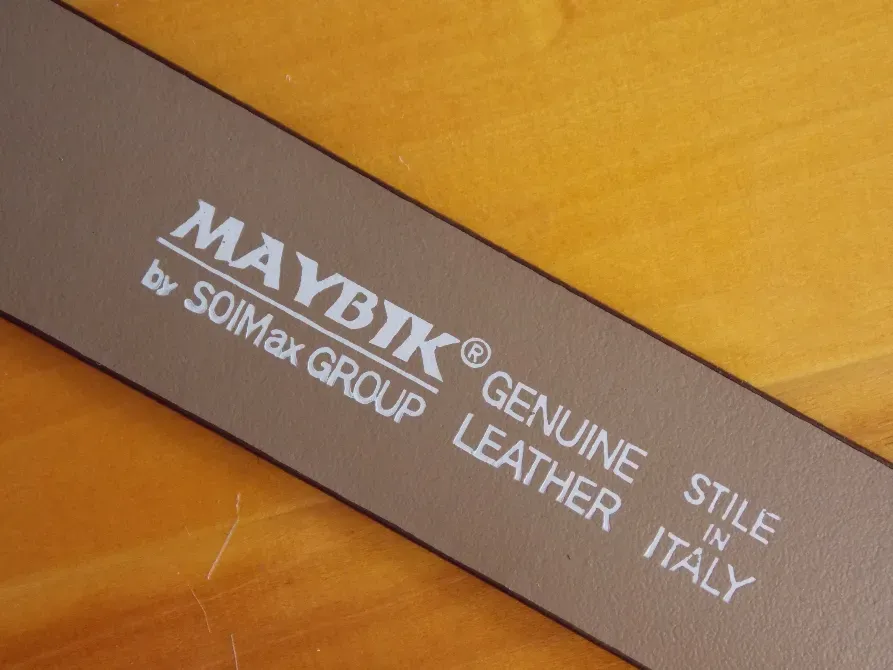 MAYBIK®
by SOIMax GROUP
GENUINE
LEATHER
STILE
IN
ITALY